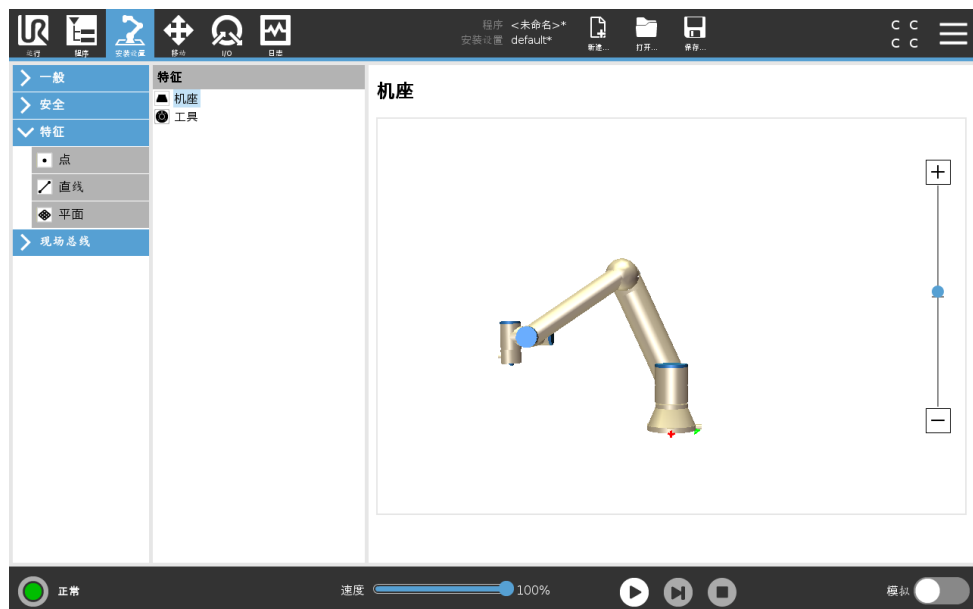 UR
运行
程序
安装设置
移动
I/O
日志
程序 <未命名>*
安装设置 default*
新建...
打开...
保存...
C C
C C
一般
安全
特征
点
直线
平面
现场总线
特征
机座
工具
机座
正常
速度
100%
模拟